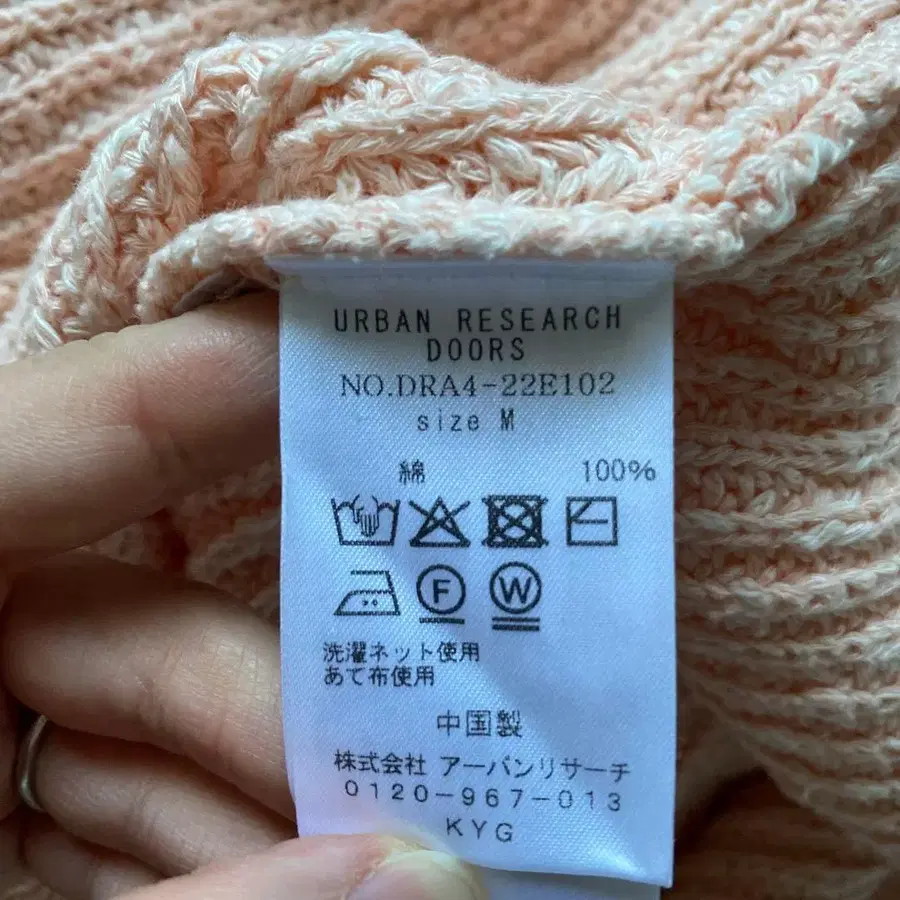 URBAN RESEARCH
DOORS
NO.DRA4-22E102
size M
綿 100%
F W
洗濯ネット使用
あて布使用
中国製
株式会社 アーバンリサーチ
0120-967-013
KYG